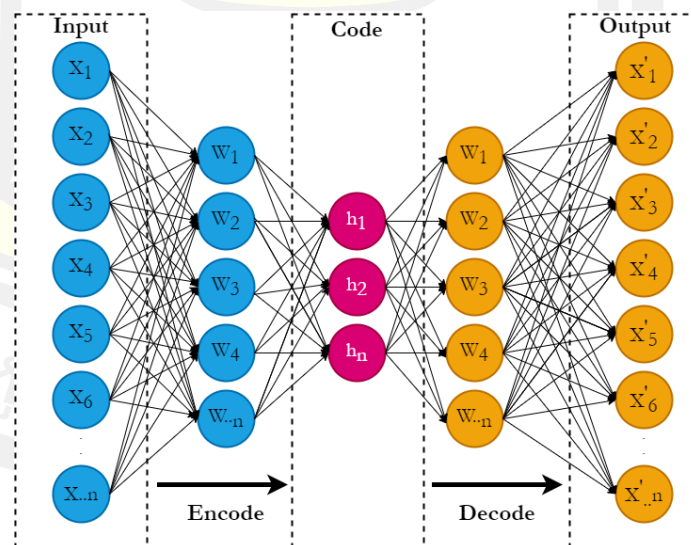 Input
Code
Output
X1
X2
X3
X4
X5
X6
X..n
W1
W2
W3
W4
W..n
h1
h2
hn
W1
W2
W3
W4
W..n
X'1
X'2
X'3
X'4
X'5
X'6
X'..n
Encode
Decode